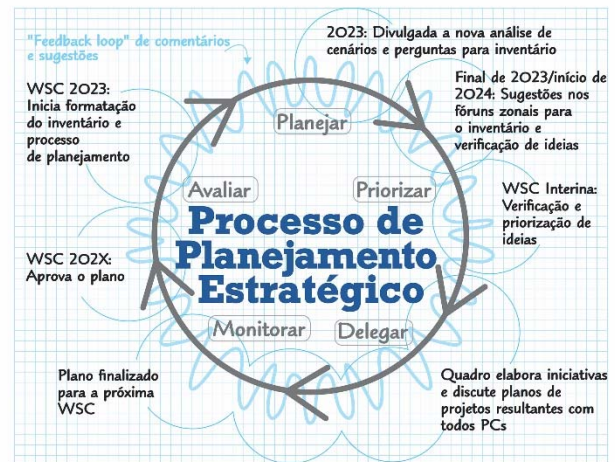 "Feedback loop" de comentários
e sugestões
2023: Divulgada a nova análise de
cenários e perguntas para inventário
WSC 2023:
Inicia formatação
do inventário e
processo
de planejamento
Final de 2023/início de
2024: Sugestões nos
fóruns zonais para
o inventário e
verificação de ideias
Planejar
Avaliar
Priorizar
WSC Interina:
Verificação e
priorização de
ideias
Processo de
Planejamento
Estratégico
WSC 202X:
Aprova o plano
Monitorar
Delegar
Plano finalizado
para a próxima
WSC
Quadro elabora iniciativas
e discute planos de
projetos resultantes com
todos PCs